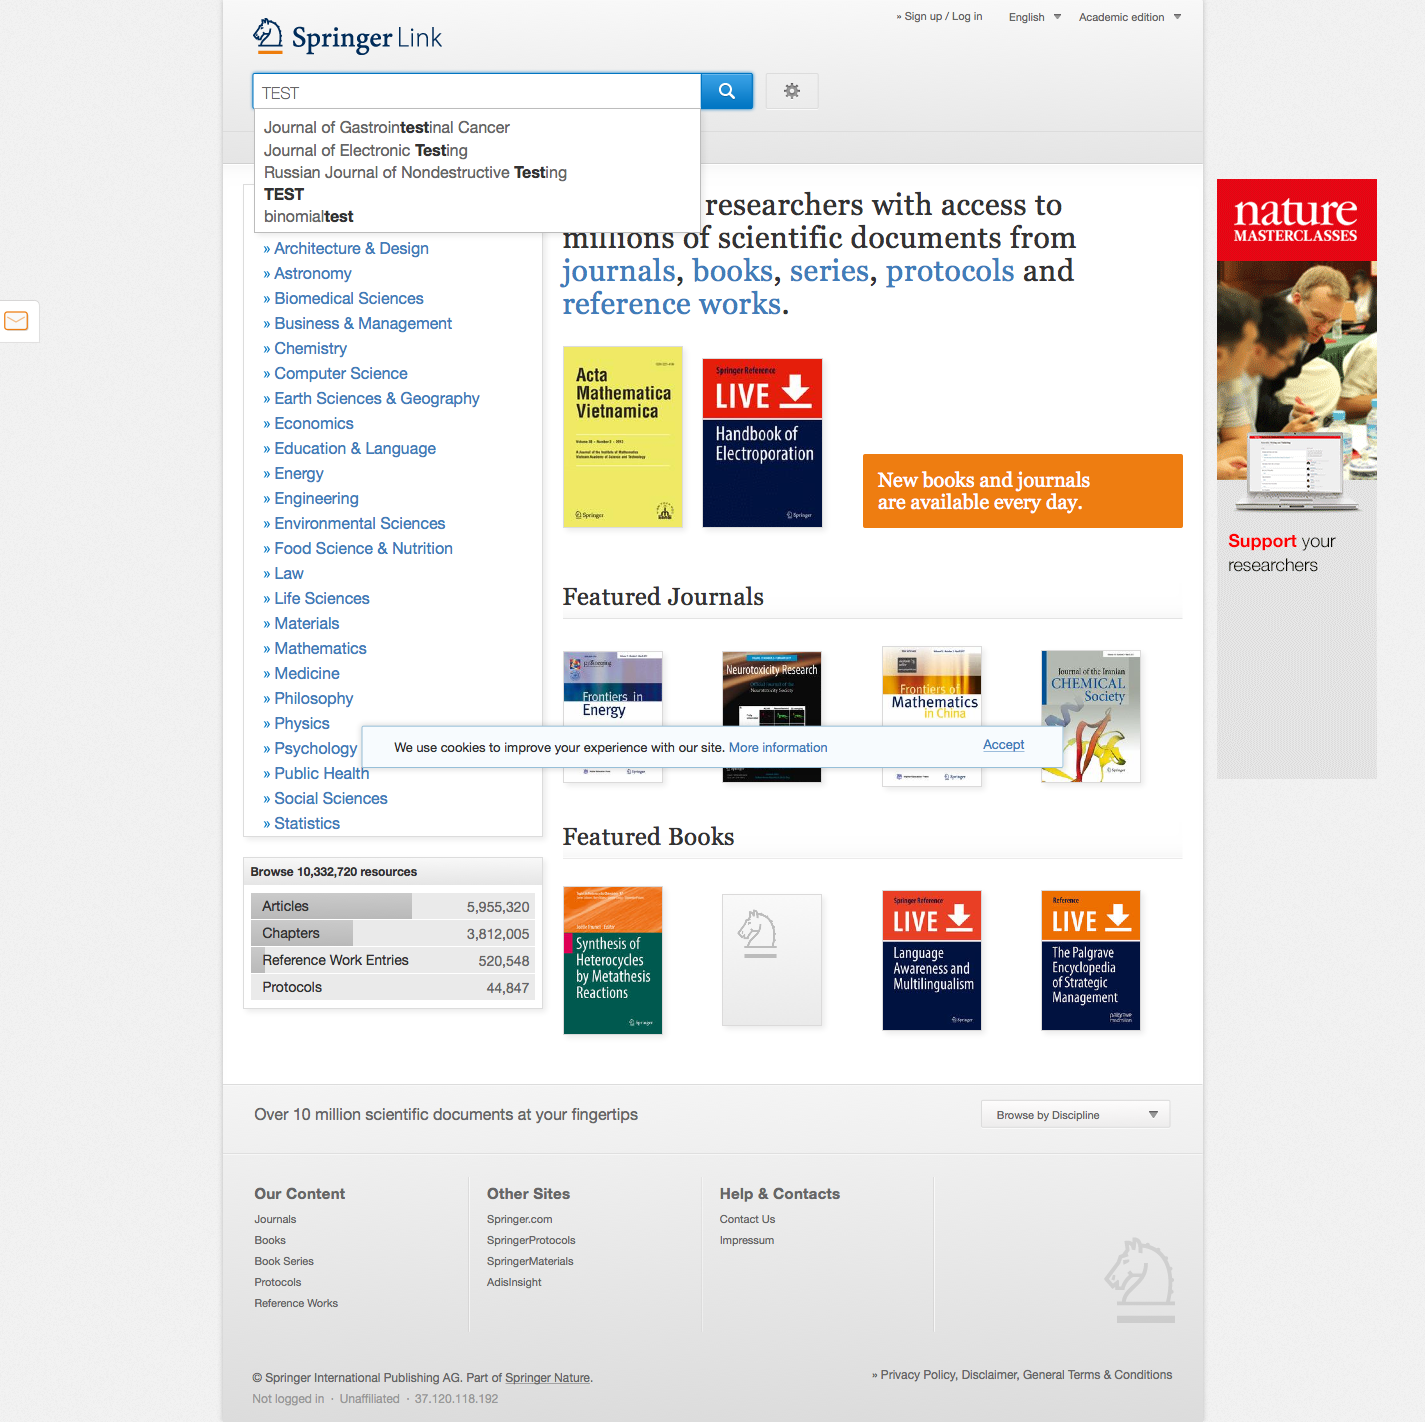 » Sign up / Log in English Academic edition
Springer Link
TEST
Journal of Gastrointestinal Cancer
Journal of Electronic Testing
Russian Journal of Nondestructive Testing
TEST
binomialtest
» Architecture & Design
» Astronomy
» Biomedical Sciences
» Business & Management
» Chemistry
» Computer Science
» Earth Sciences & Geography
» Economics
» Education & Language
» Energy
» Engineering
» Environmental Sciences
» Food Science & Nutrition
» Law
» Life Sciences
» Materials
» Mathematics
» Medicine
» Philosophy
» Physics
» Psychology
» Public Health
» Social Sciences
» Statistics
Browse 10,332,720 resources
Articles 5,955,320
Chapters 3,812,005
Reference Work Entries 520,548
Protocols 44,847
researchers with access to
millions of scientific documents from
journals, books, series, protocols and
reference works.
Acta
Mathematica
Vietnamica
Springer
Springer Reference
LIVE
Handbook of
Electroporation
Springer
New books and journals
are available every day.
Featured Journals
Frontiers in
Energy
Neurotoxicity Research
Frontiers of
Mathematics
in China
Journal of the Iranian
CHEMICAL
Society
We use cookies to improve your experience with our site. More information Accept
Featured Books
Synthesis of
Heterocycles
by Metathesis
Reactions
Springer
Springer Reference
LIVE
Language
Awareness and
Multilingualism
Springer
Reference
LIVE
The Palgrave
Encyclopedia
of Strategic
Management
nature
MASTERCLASSES
Support your
researchers
Over 10 million scientific documents at your fingertips
Browse by Discipline
Our Content
Journals
Books
Book Series
Protocols
Reference Works
Other Sites
Springer.com
SpringerProtocols
SpringerMaterials
AdisInsight
Help & Contacts
Contact Us
Impressum
© Springer International Publishing AG. Part of Springer Nature.
Not logged in · Unaffiliated · 37.120.118.192
» Privacy Policy, Disclaimer, General Terms & Conditions